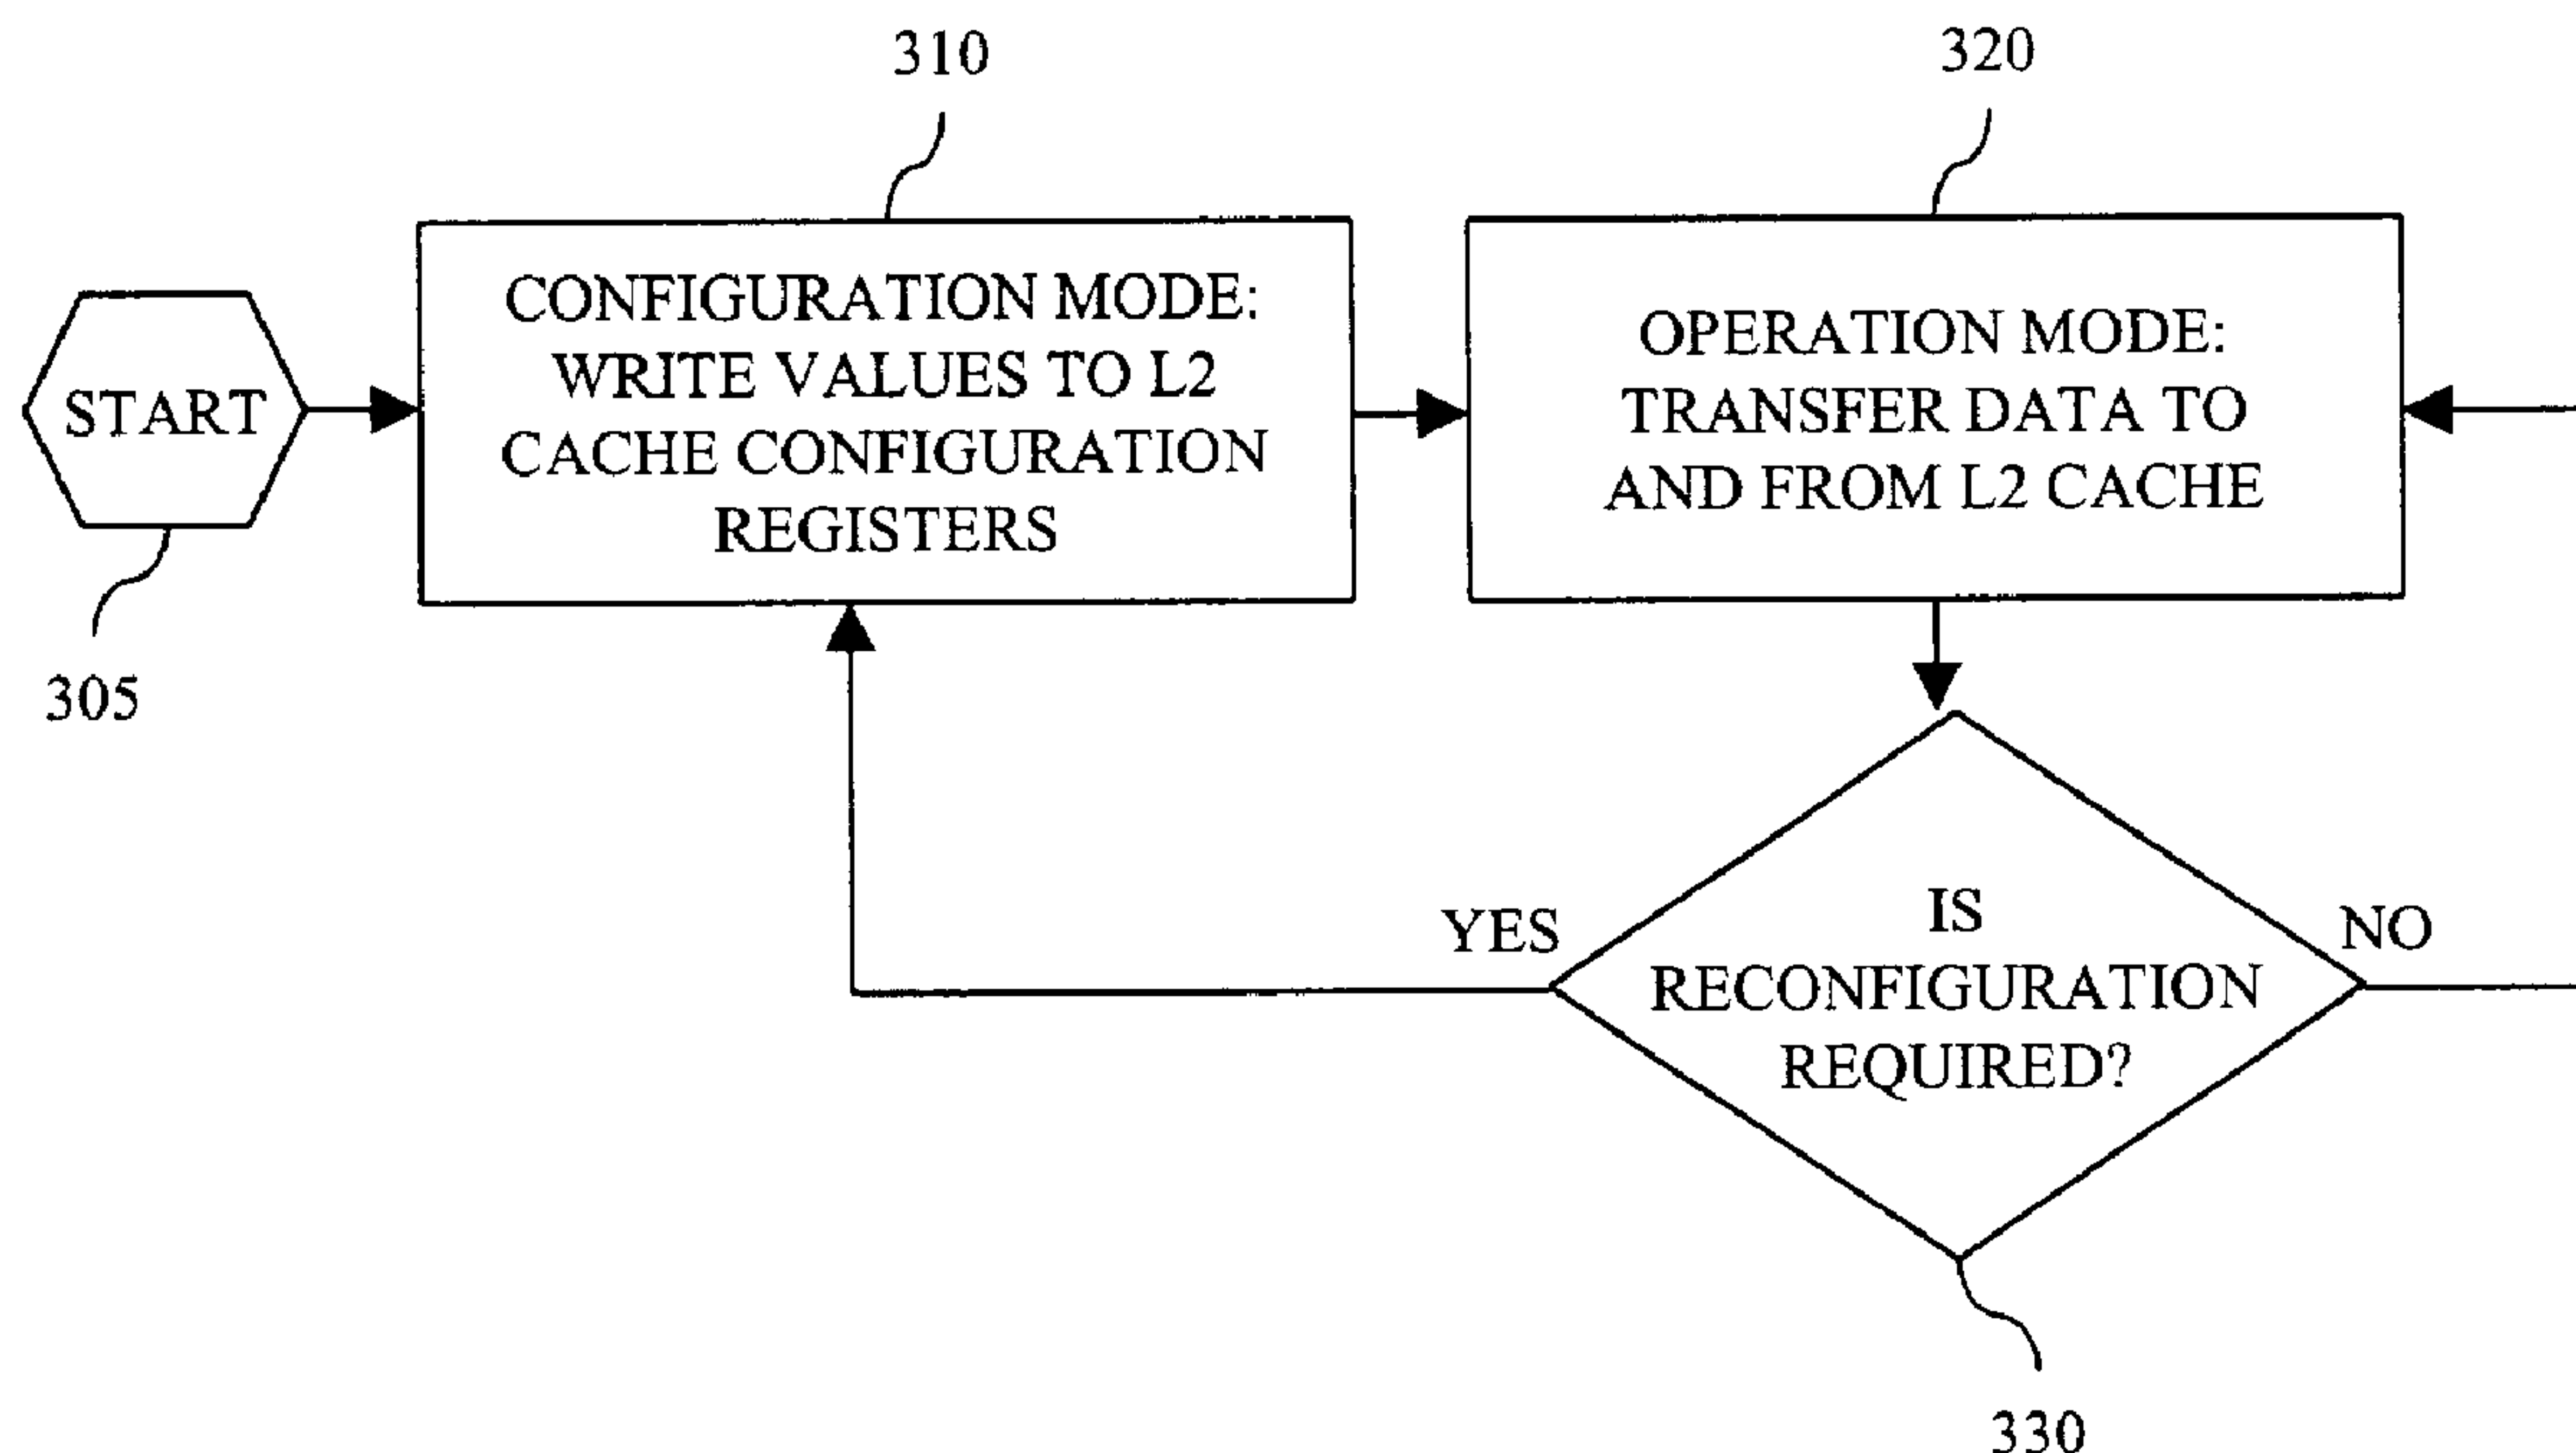 310
320
START
305
CONFIGURATION MODE:
WRITE VALUES TO L2
CACHE CONFIGURATION
REGISTERS
OPERATION MODE:
TRANSFER DATA TO
AND FROM L2 CACHE
YES
NO
IS
RECONFIGURATION
REQUIRED?
330